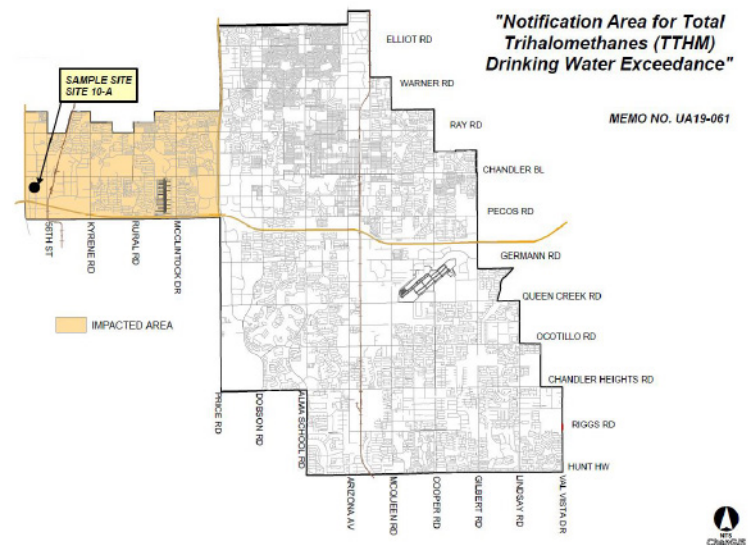 "Notification Area for Total
Trihalomethanes (TTHM)
Drinking Water Exceedance"
MEMO NO. UA19-061
SAMPLE SITE
SITE 10-A
ELLIOT RD
WARNER RD
RAY RD
CHANDLER BL
PECOS RD
GERMANN RD
QUEEN CREEK RD
OCOTILLO RD
CHANDLER HEIGHTS RD
RIGGS RD
HUNT HW
56TH ST
KYRENE RD
RURAL RD
MCCLINTOCK DR
IMPACTED AREA
PRICE RD
DOBSON RD
ALMA SCHOOL RD
ARIZONA AV
MCQUEEN RD
COOPER RD
GILBERT RD
LINDSAY RD
VAL VISTA DR
NTS